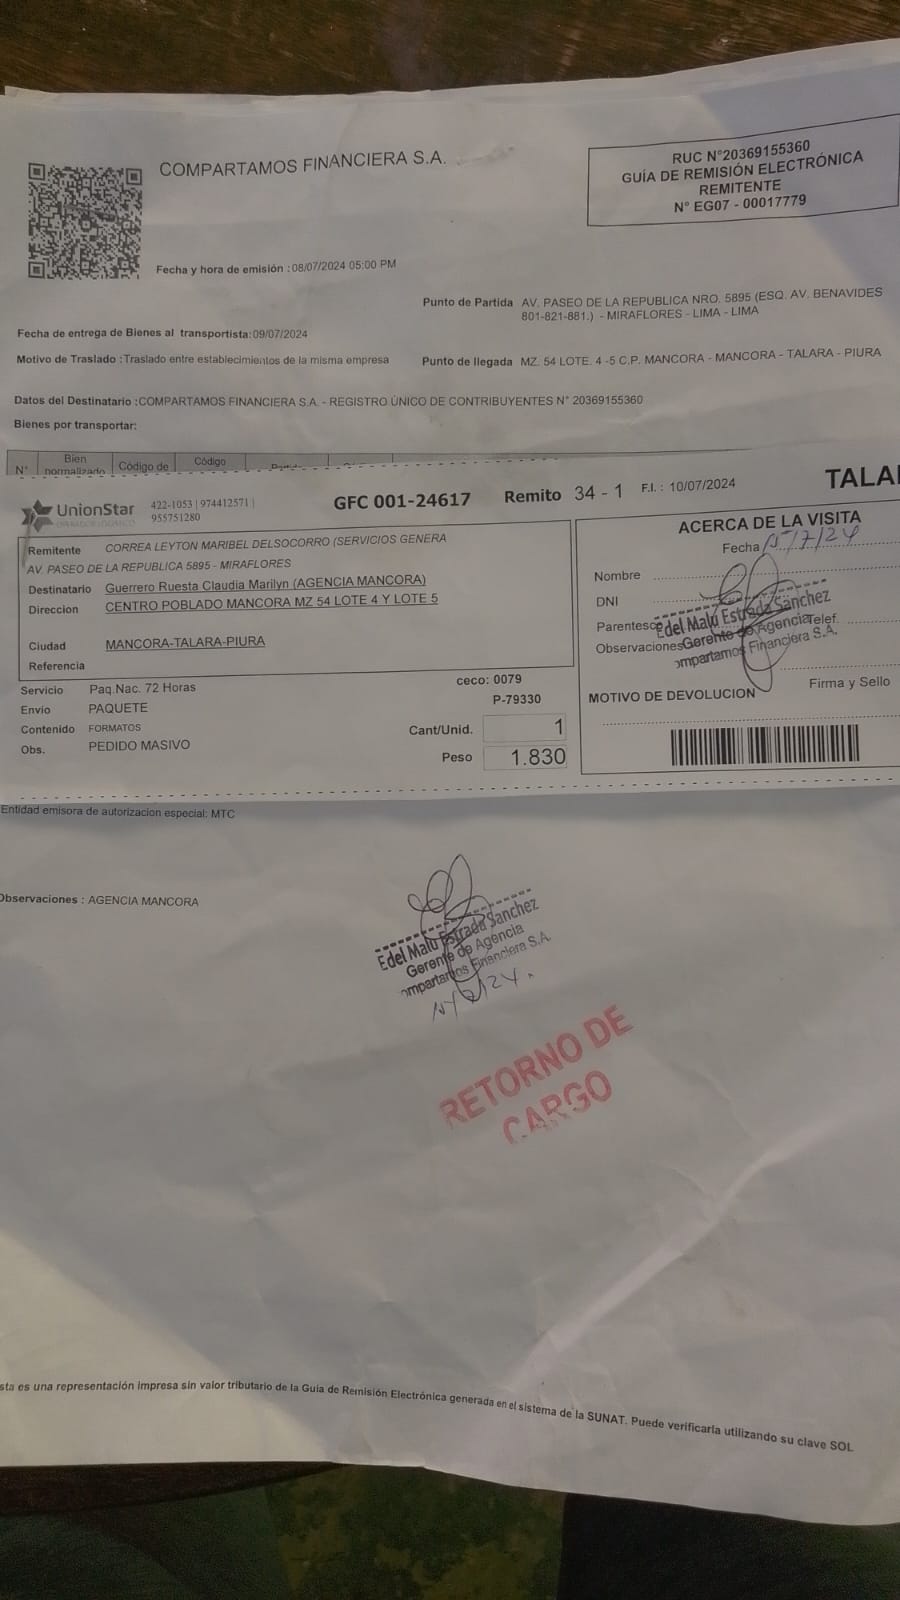 COMPARTAMOS FINANCIERA S.A.
RUC N°20369155360
GUÍA DE REMISIÓN ELECTRÓNICA
REMITENTE
N° EG07 - 00017779
Fecha y hora de emisión : 08/07/2024 05:00 PM
Punto de Partida AV. PASEO DE LA REPUBLICA NRO. 5895 (ESQ. AV. BENAVIDES
801-821-881.) - MIRAFLORES - LIMA - LIMA
Fecha de entrega de Bienes al transportista:09/07/2024
Motivo de Traslado :Traslado entre establecimientos de la misma empresa
Punto de llegada MZ. 54 LOTE. 4 -5 C.P. MANCORA - MANCORA - TALARA - PIURA
Datos del Destinatario :COMPARTAMOS FINANCIERA S.A. - REGISTRO ÚNICO DE CONTRIBUYENTES N° 20369155360
Bienes por transportar:
N° Bien Código de Código
normalizado
UnionStar
OPERADOR LOGISTICO
422-1053 | 974412571 |
955751280
GFC 001-24617 Remito 34 - 1 F.I. : 10/07/2024 TALA
Remitente CORREA LEYTON MARIBEL DELSOCORRO (SERVICIOS GENERA
AV. PASEO DE LA REPUBLICA 5895 - MIRAFLORES
Destinatario Guerrero Ruesta Claudia Marilyn (AGENCIA MANCORA)
Direccion CENTRO POBLADO MANCORA MZ 54 LOTE 4 Y LOTE 5
Ciudad MANCORA-TALARA-PIURA
Referencia
Servicio Paq.Nac. 72 Horas
Envio PAQUETE
Contenido FORMATOS
Obs. PEDIDO MASIVO
ceco: 0079
P-79330
Cant/Unid. 1
Peso 1.830
ACERCA DE LA VISITA
Fecha 15/7/24
Nombre
DNI
Parentesco Telef.
Observaciones
Edel Malú Estrada Sánchez
Gerente de Agencia
ompartamos Financiera S.A.
Firma y Sello
MOTIVO DE DEVOLUCION
Entidad emisora de autorizacion especial: MTC
Observaciones : AGENCIA MANCORA
Edel Malú Estrada Sánchez
Gerente de Agencia
ompartamos Financiera S.A.
RETORNO DE
CARGO
sta es una representación impresa sin valor tributario de la Guía de Remisión Electrónica generada en el sistema de la SUNAT. Puede verificarla utilizando su clave SOL